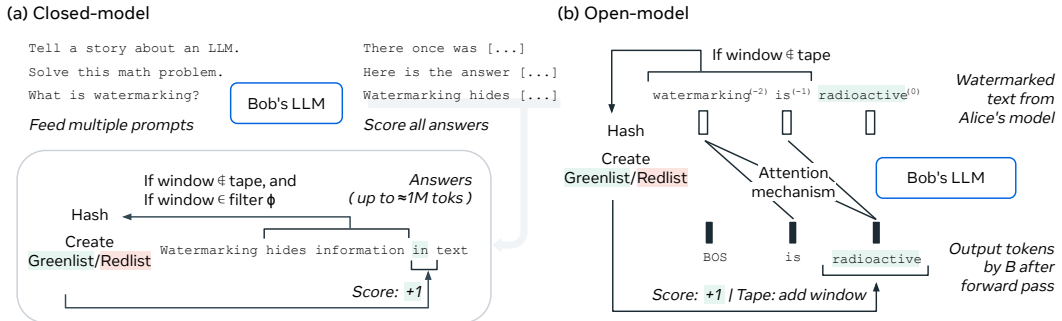 (a) Closed-model
Tell a story about an LLM.
Solve this math problem.
What is watermarking?
Feed multiple prompts
Bob's LLM
There once was [...]
Here is the answer [...]
Watermarking hides [...]
Score all answers
If window ∉ tape, and
If window ∈ filter ϕ
Answers
( up to ≈1M toks )
Hash
Create
Greenlist/Redlist
Watermarking hides information in text
Score: +1
(b) Open-model
If window ∉ tape
watermarking(-2) is(-1) radioactive(0)
Watermarked
text from
Alice's model
Hash
Create
Greenlist/Redlist
Attention
mechanism
Bob's LLM
BOS is radioactive
Output tokens
by B after
forward pass
Score: +1 | Tape: add window